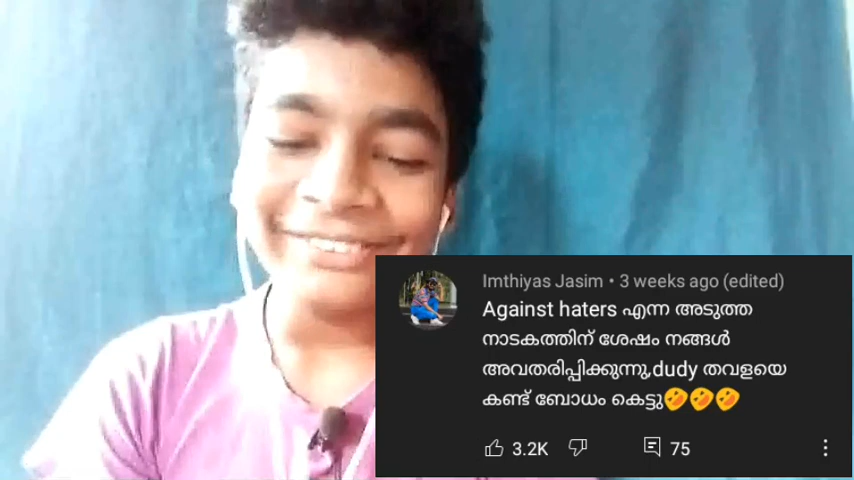 Imthiyas Jasim • 3 weeks ago (edited)
Against haters എന്ന അടുത്ത
നാടകത്തിന് ശേഷം നങ്ങൾ
അവതരിപ്പിക്കുന്നു,dudy തവളയെ
കണ്ട് ബോധം കെട്ടു🤣🤣🤣
3.2K 75